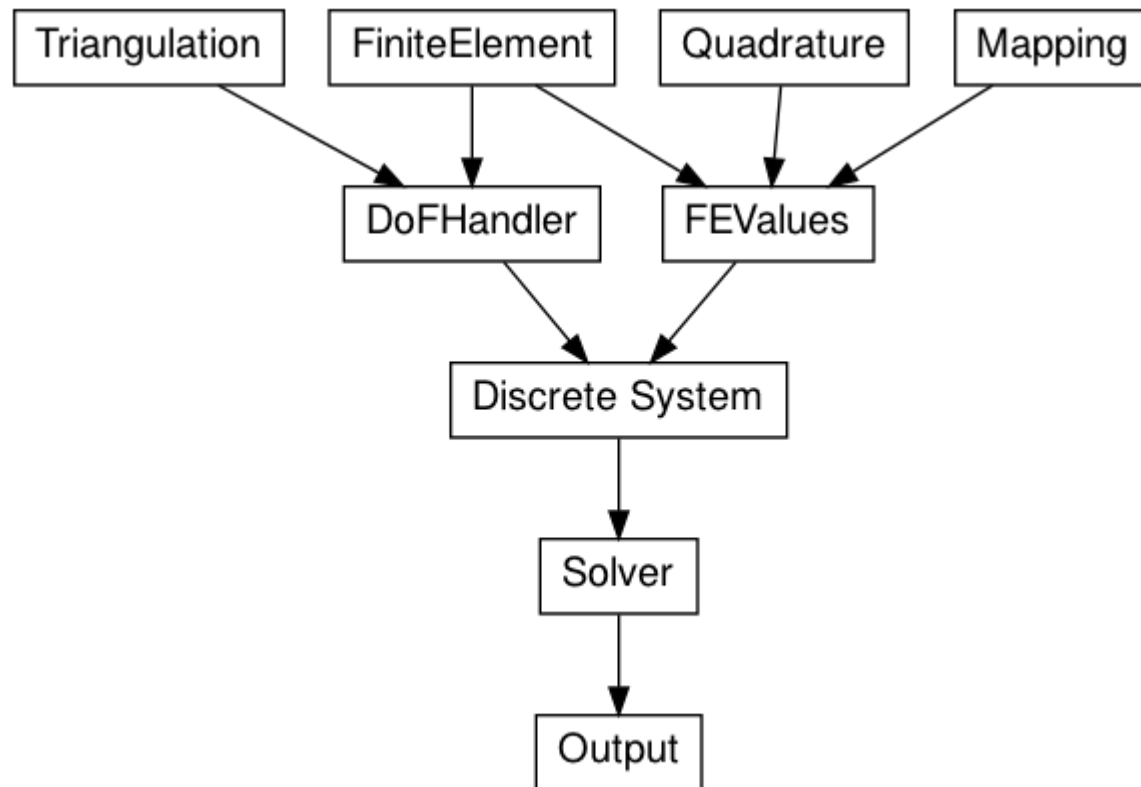 Triangulation
FiniteElement
Quadrature
Mapping
DoFHandler
FEValues
Discrete System
Solver
Output